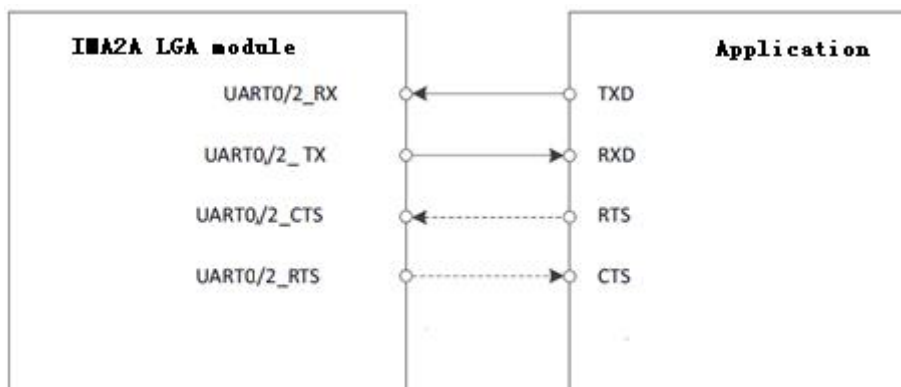 IMA2A LGA module
Application
UART0/2_RX
TXD
UART0,/2_ TX
RXD
UART0,/2_CTS
RTS
UART0/2_RTS
CTS